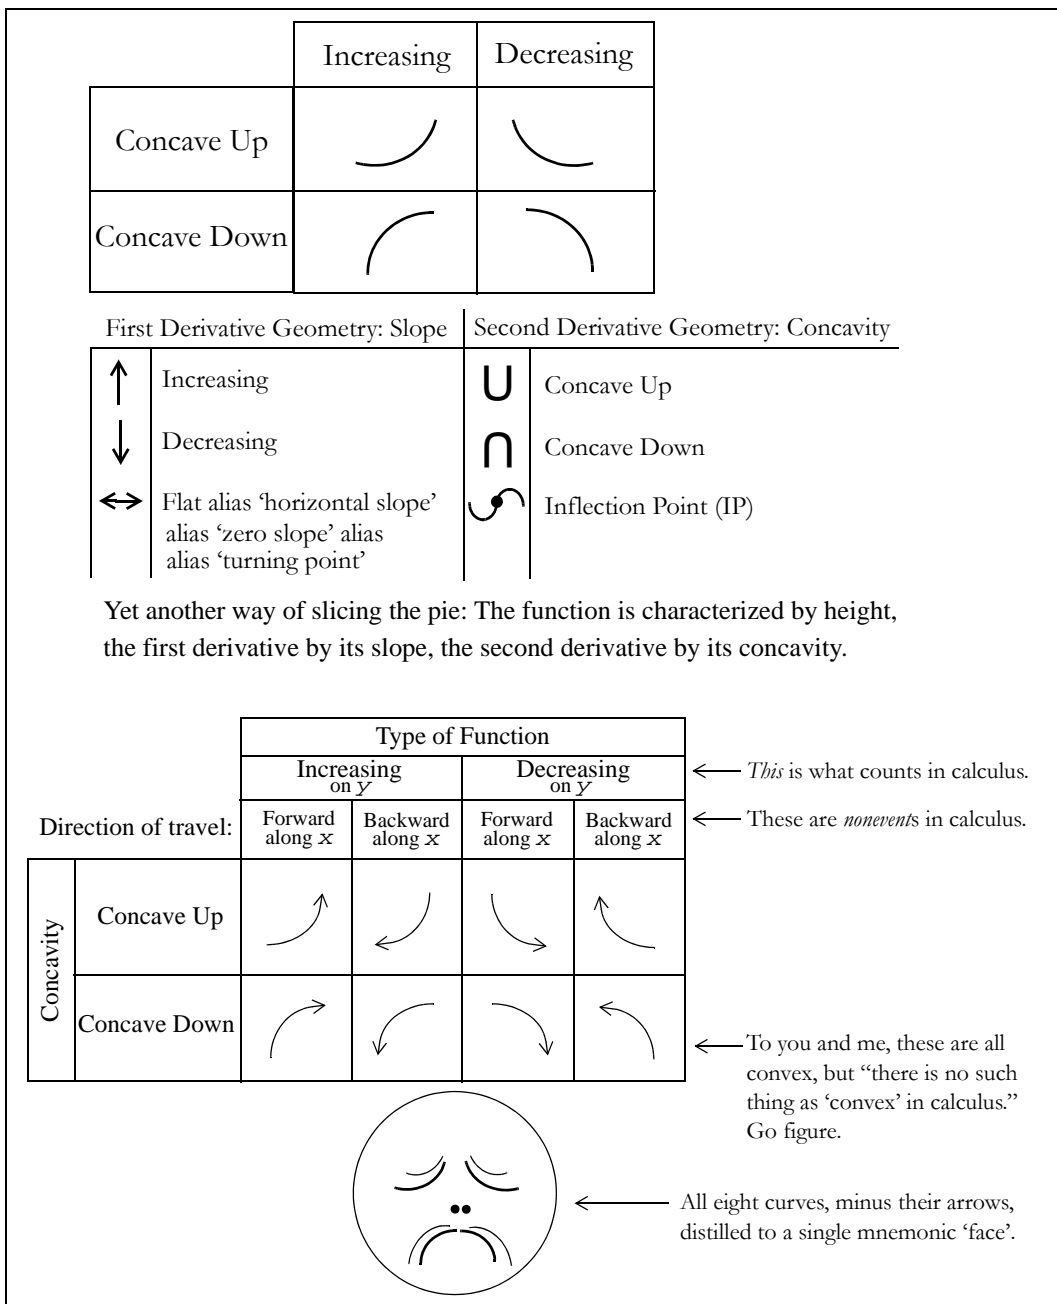 Increasing Decreasing
Concave Up
Concave Down
First Derivative Geometry: Slope
Increasing
Decreasing
Flat alias ‘horizontal slope’
alias ‘zero slope’ alias
alias ‘turning point’
Second Derivative Geometry: Concavity
Concave Up
Concave Down
Inflection Point (IP)
Yet another way of slicing the pie: The function is characterized by height,
the first derivative by its slope, the second derivative by its concavity.
Type of Function
Increasing
on y
Decreasing
on y
This is what counts in calculus.
Direction of travel:
Forward
along x
Backward
along x
Forward
along x
Backward
along x
These are nonevents in calculus.
Concavity
Concave Up
Concave Down
To you and me, these are all
convex, but “there is no such
thing as ‘convex’ in calculus.”
Go figure.
All eight curves, minus their arrows,
distilled to a single mnemonic ‘face’.